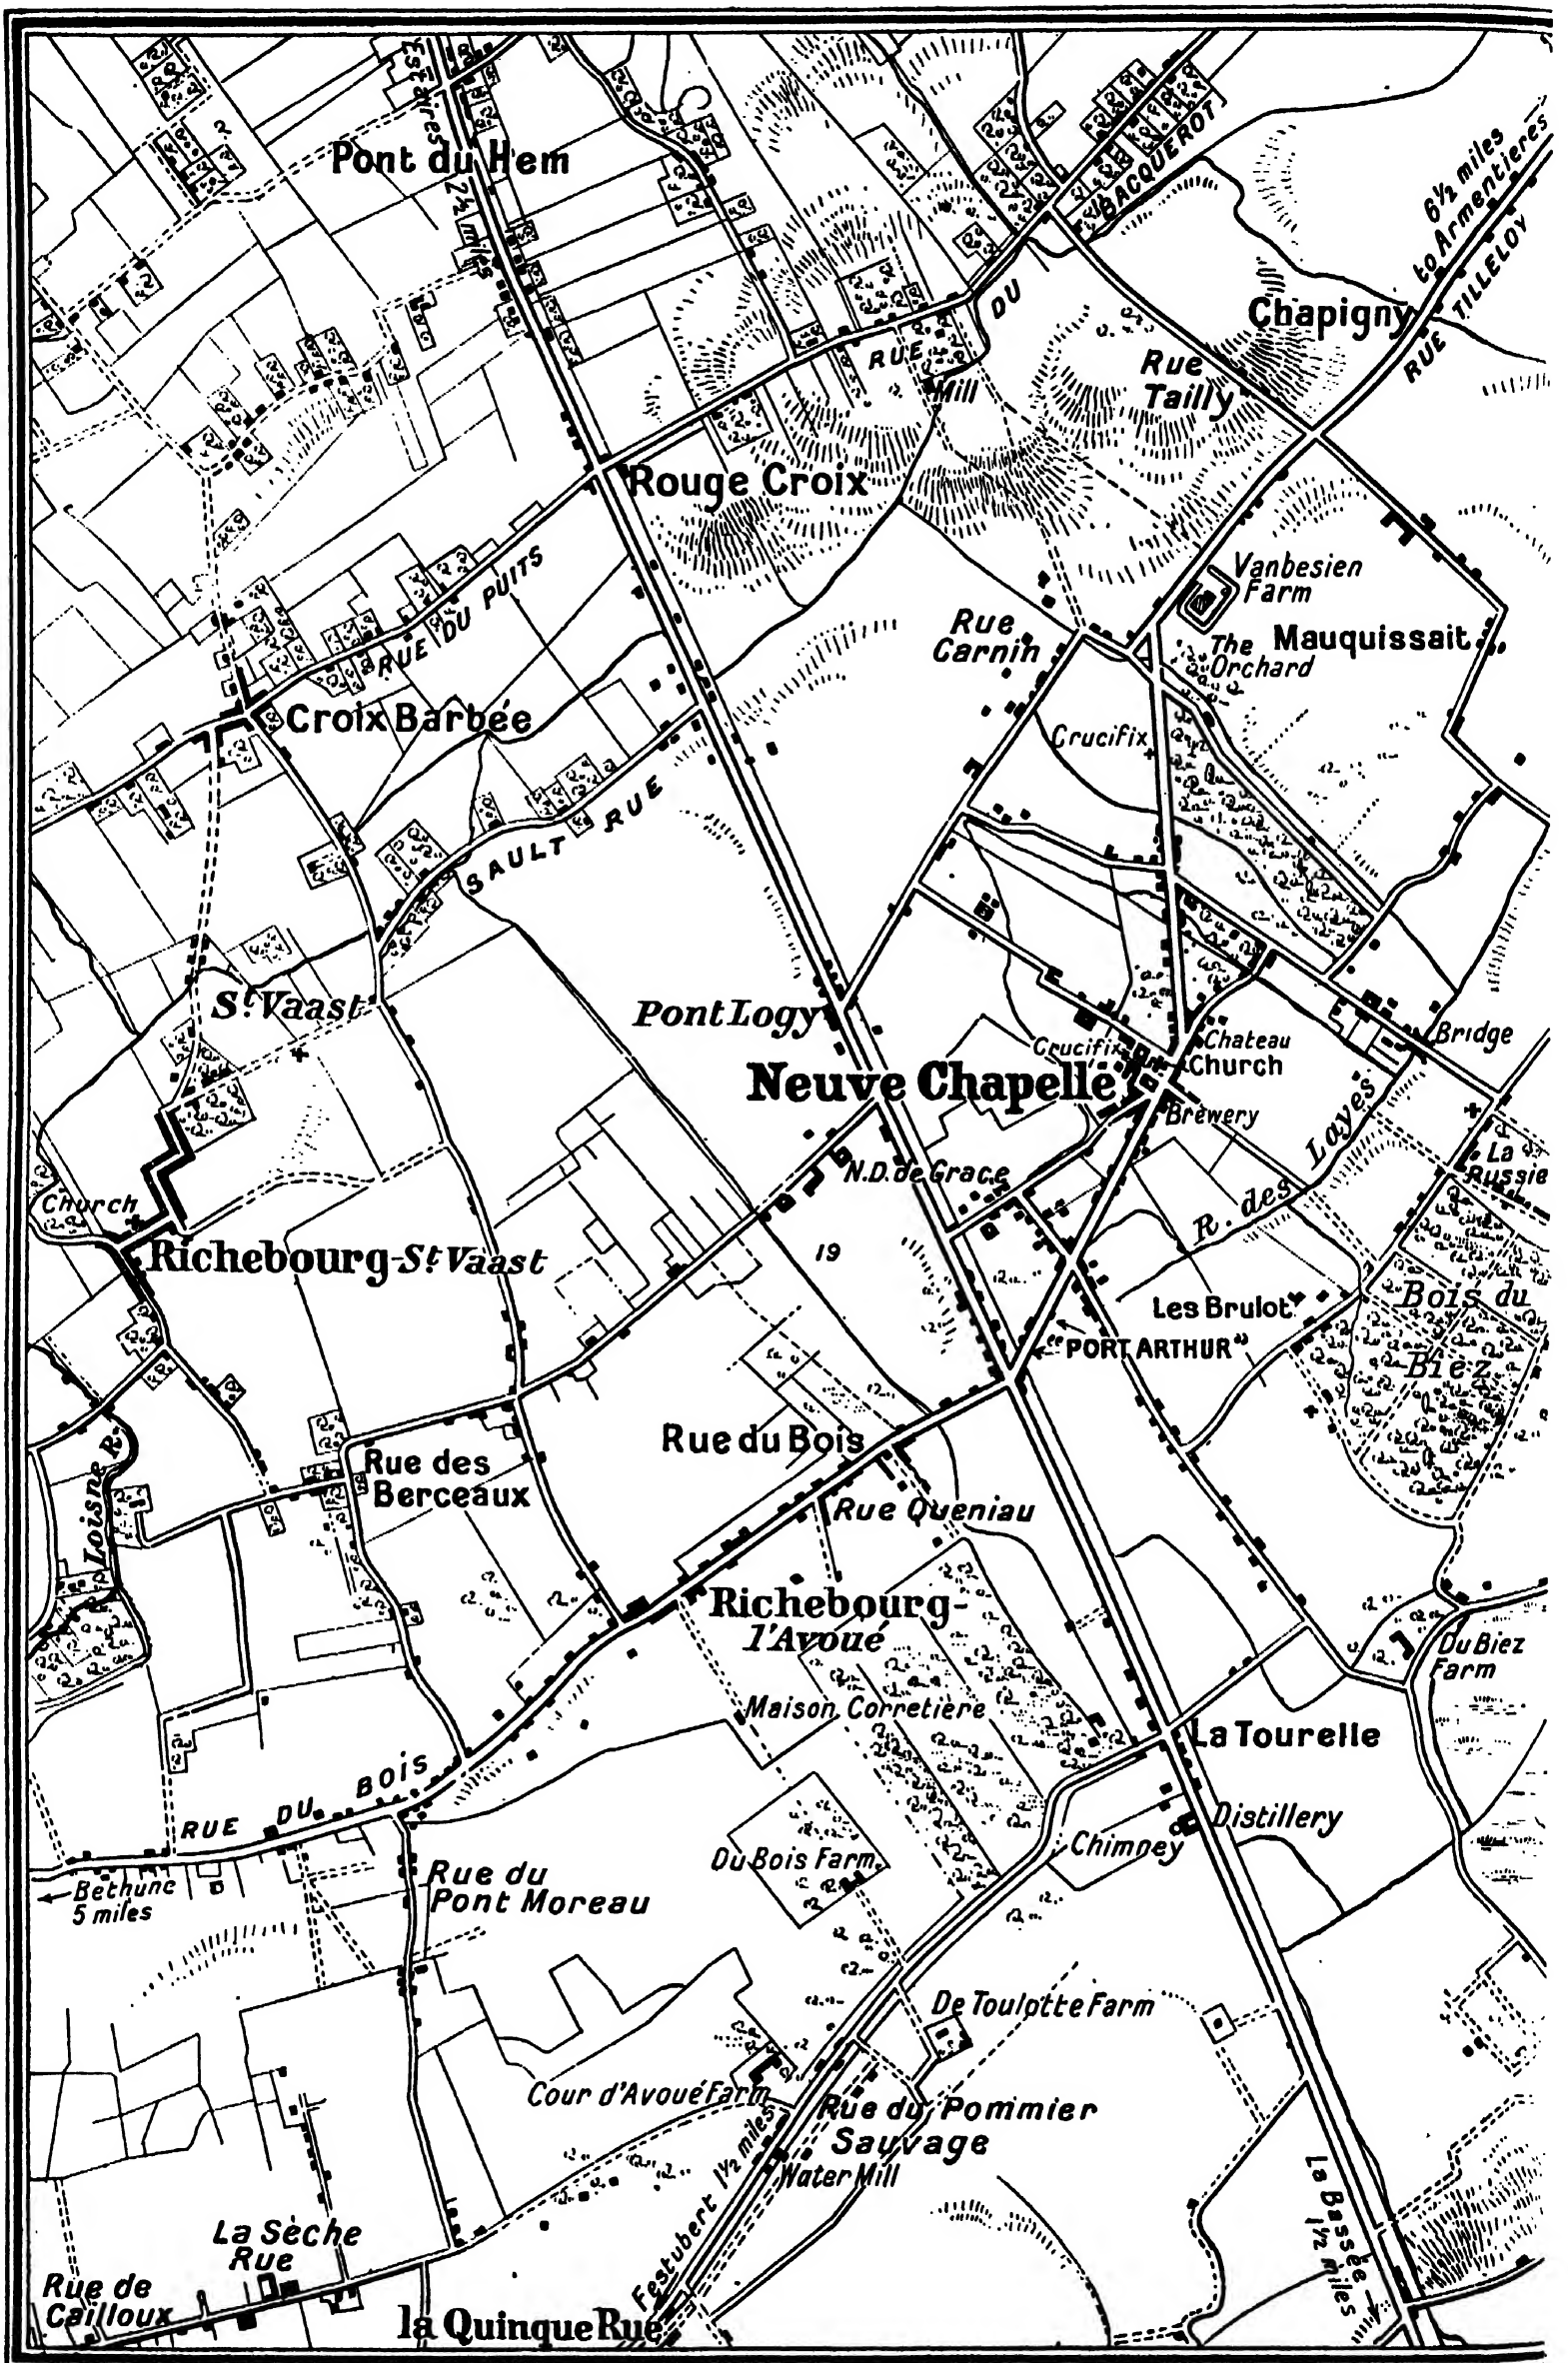 Estaires
2½ miles
Pont du Hem
BACQUEROT
6½ miles
to Armentieres
RUE TILLELOY
DU
Chapigny
RUE
Rue
Tailly
Mill
Rouge Croix
Vanbesien
Farm
RUE DU PUITS
Rue
Carnin
The
Orchard
Mauquissait
Croix Barbée
Crucifix
SAULT RUE
St. Vaast
Pont Logy
Bridge
Crucifix
Chateau
Church
Neuve Chapelle
Brewery
Layes
La
Russie
N.D. de Grace
Church
R. des
Richebourg-St. Vaast
19
Les Brulot
Bois du
Biez
"PORT ARTHUR"
Rue du Bois
Rue des
Berceaux
Loisne R.
Rue Queniau
Richebourg-
l'Avoué
Du Biez
Farm
Maison Corretiere
La Tourelle
BOIS
DU
RUE
Distillery
Chimney
Du Bois Farm
Rue du
Pont Moreau
Bethune
5 miles
De Toulotte Farm
Cour d'Avoué Farm
Rue du Pommier
Sauvage
Water Mill
Festubert 1½ miles
La Bassée
1½ miles
La Sèche
Rue
Rue de
Cailloux
la Quinque Rue